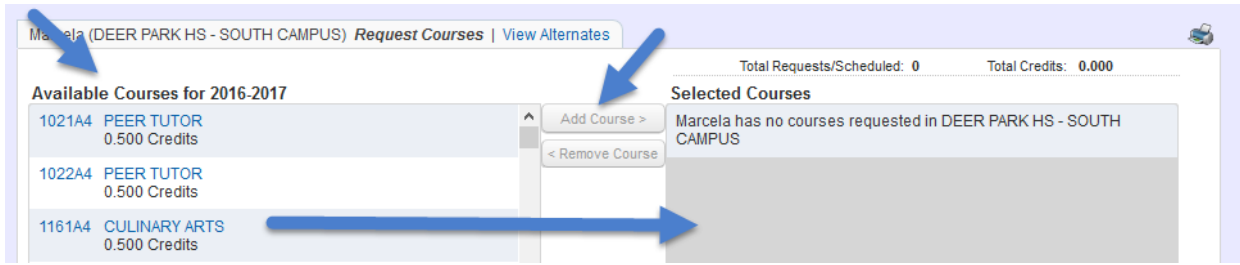 Marcela (DEER PARK HS - SOUTH CAMPUS) Request Courses | View Alternates
Total Requests/Scheduled: 0 Total Credits: 0.000
Available Courses for 2016-2017
1021A4 PEER TUTOR
0.500 Credits
1022A4 PEER TUTOR
0.500 Credits
1161A4 CULINARY ARTS
0.500 Credits
Add Course >
< Remove Course
Selected Courses
Marcela has no courses requested in DEER PARK HS - SOUTH
CAMPUS